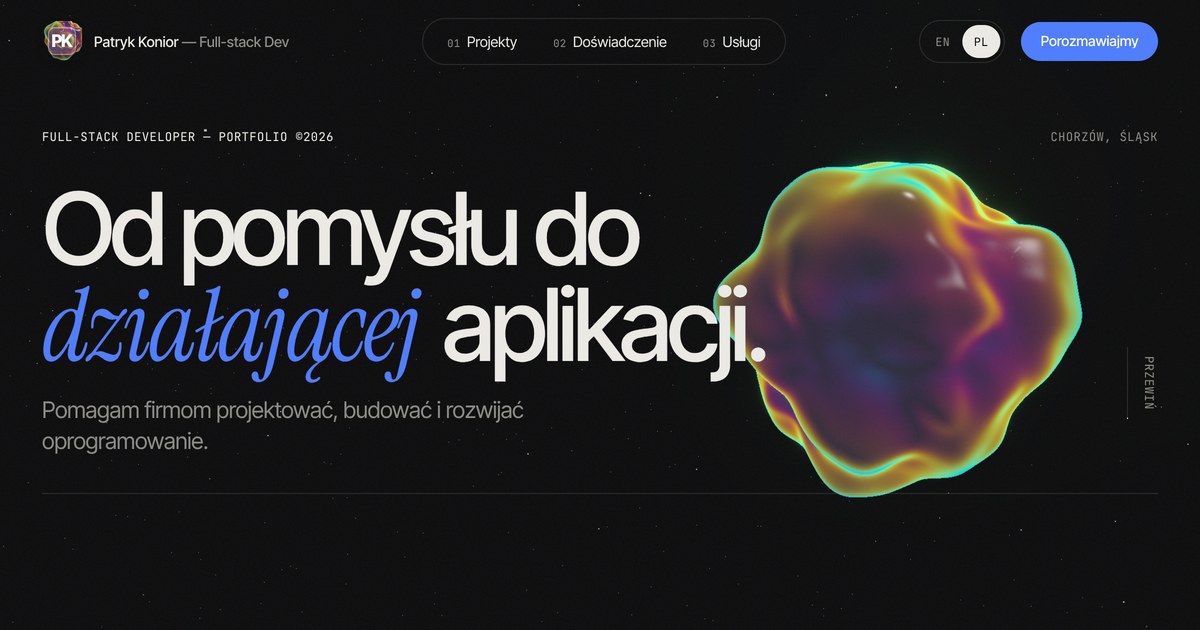 PK Patryk Konior — Full-stack Dev
01 Projekty 02 Doświadczenie 03 Usługi
EN PL
Porozmawiajmy
FULL-STACK DEVELOPER — PORTFOLIO ©2026
CHORZÓW, ŚLĄSK
Od pomysłu do
działającej aplikacji.
Pomagam firmom projektować, budować i rozwijać
oprogramowanie.
PRZEWIŃ